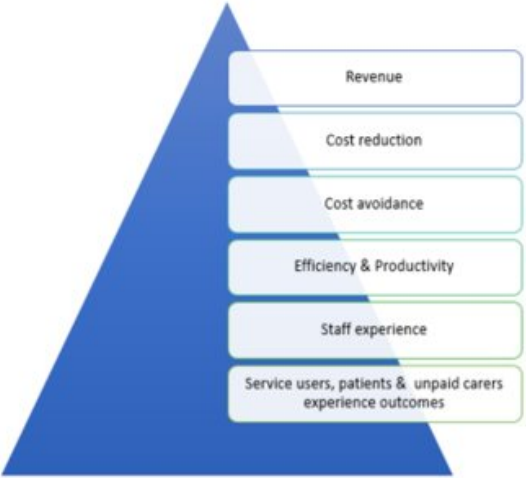 Revenue
Cost reduction
Cost avoidance
Efficiency & Productivity
Staff experience
Service users, patients & unpaid carers
experience outcomes